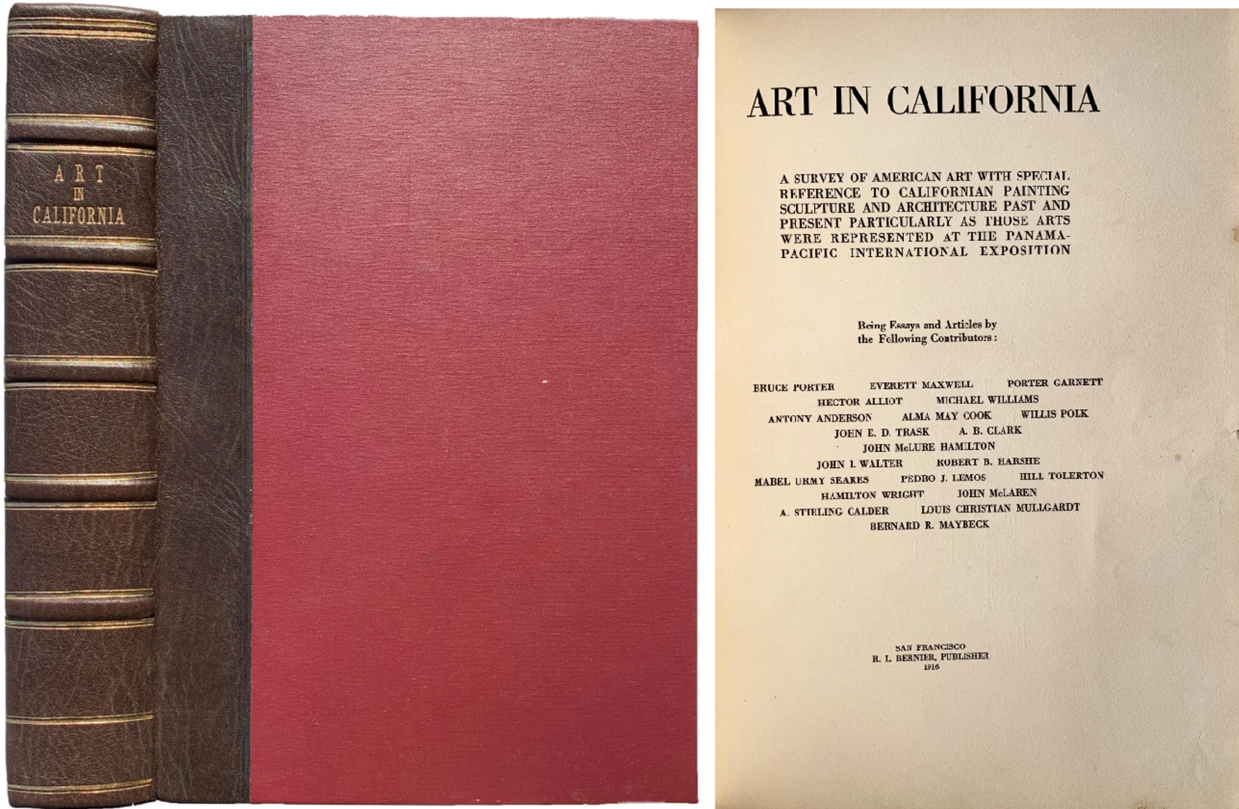 ART
IN
CALIFORNIA
ART IN CALIFORNIA
A SURVEY OF AMERICAN ART WITH SPECIAL
REFERENCE TO CALIFORNIAN PAINTING
SCULPTURE AND ARCHITECTURE PAST AND
PRESENT PARTICULARLY AS THOSE ARTS
WERE REPRESENTED AT THE PANAMA-
PACIFIC INTERNATIONAL EXPOSITION
Being Essays and Articles by
the Following Contributors:
BRUCE PORTER EVERETT MAXWELL PORTER GARNETT
HECTOR ALLIOT MICHAEL WILLIAMS
ANTONY ANDERSON ALMA MAY COOK WILLIS POLK
JOHN E. D. TRASK A. B. CLARK
JOHN McLURE HAMILTON
JOHN I. WALTER ROBERT B. HARSHE
MABEL URMY SEARES PEDRO J. LEMOS HILL TOLERTON
HAMILTON WRIGHT JOHN McLAREN
A. STIRLING CALDER LOUIS CHRISTIAN MULLGARDT
BERNARD R. MAYBECK
SAN FRANCISCO
R. L. BERNIER, PUBLISHER
1916